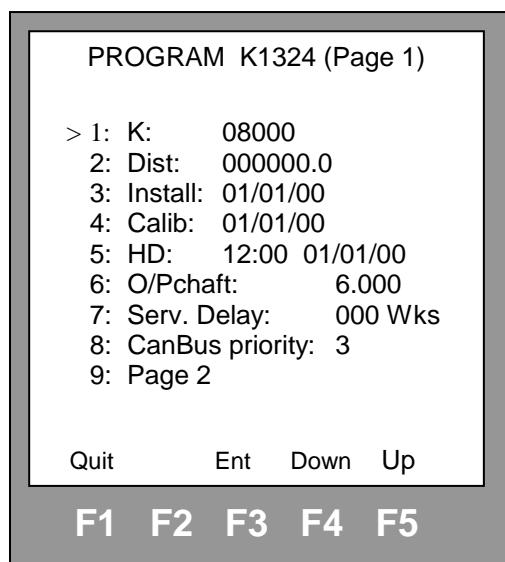 PROGRAM K1324 (Page 1)
> 1: K: 08000
2: Dist: 000000.0
3: Install: 01/01/00
4: Calib: 01/01/00
5: HD: 12:00 01/01/00
6: O/Pchaft: 6.000
7: Serv. Delay: 000 Wks
8: CanBus priority: 3
9: Page 2
Quit Ent Down Up
F1 F2 F3 F4 F5